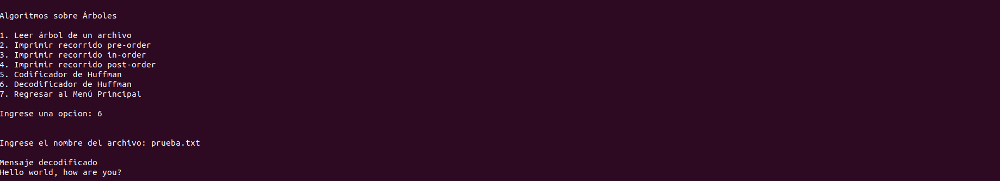 Algoritmos sobre Árboles
1. Leer árbol de un archivo
2. Imprimir recorrido pre-order
3. Imprimir recorrido in-order
4. Imprimir recorrido post-order
5. Codificador de Huffman
6. Decodificador de Huffman
7. Regresar al Menú Principal
Ingrese una opcion: 6
Ingrese el nombre del archivo: prueba.txt
Mensaje decodificado
Hello world, how are you?